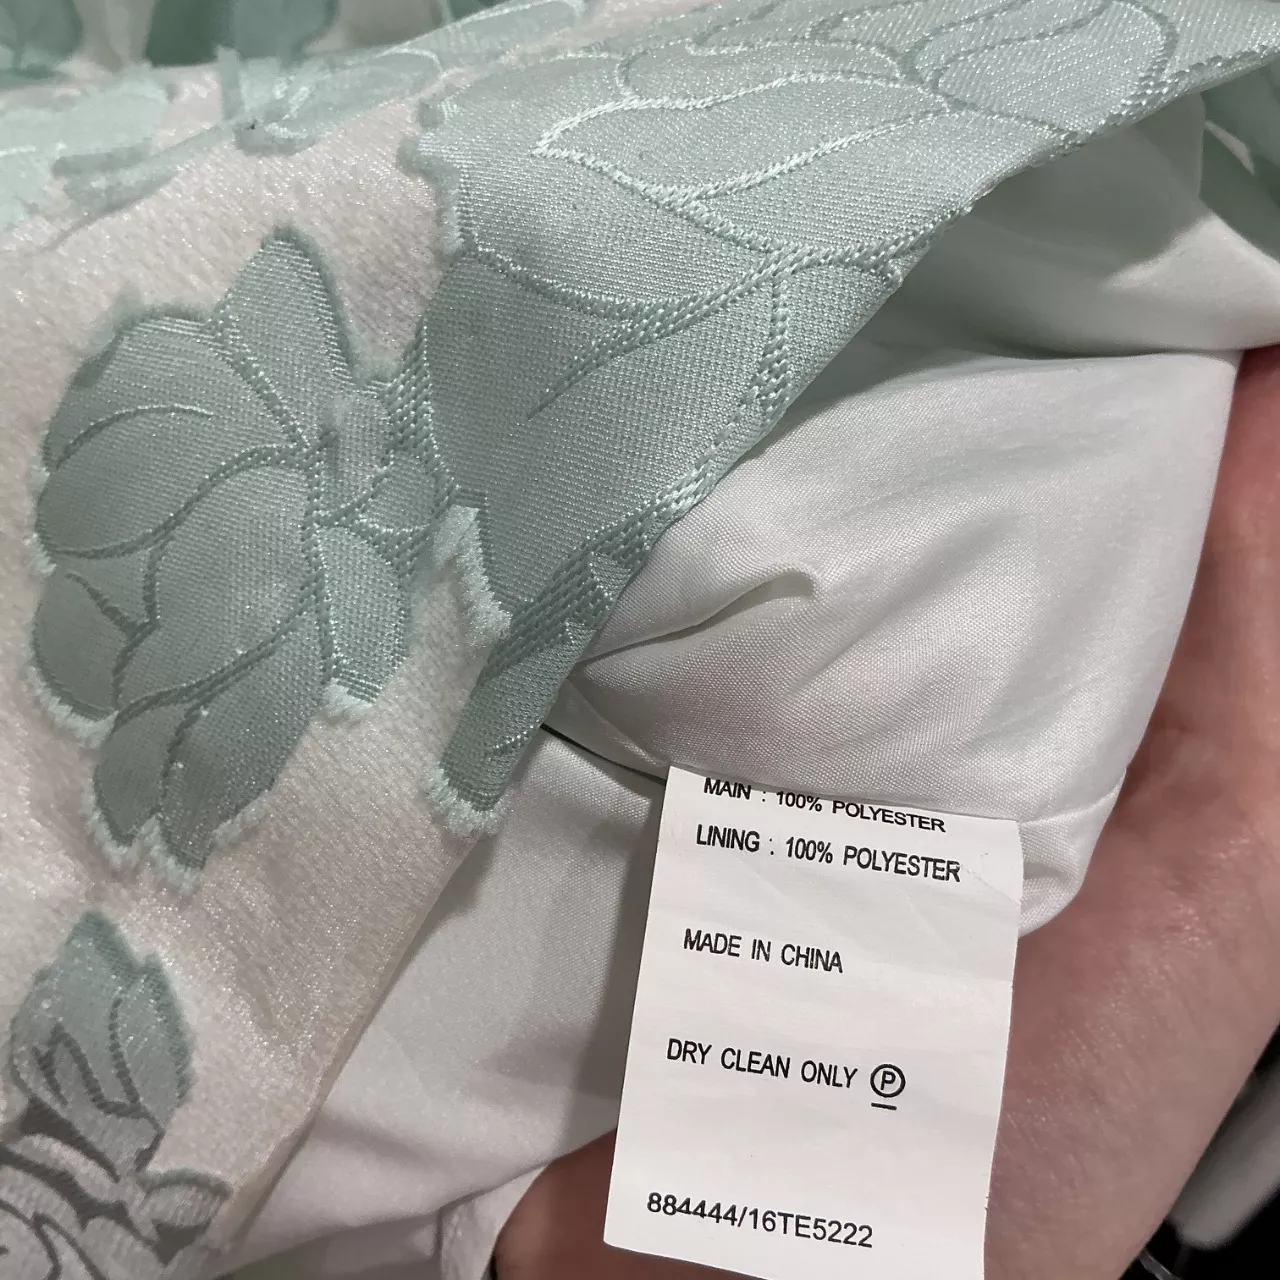 MAIN : 100% POLYESTER
LINING : 100% POLYESTER
MADE IN CHINA
DRY CLEAN ONLY P
884444/16TE5222